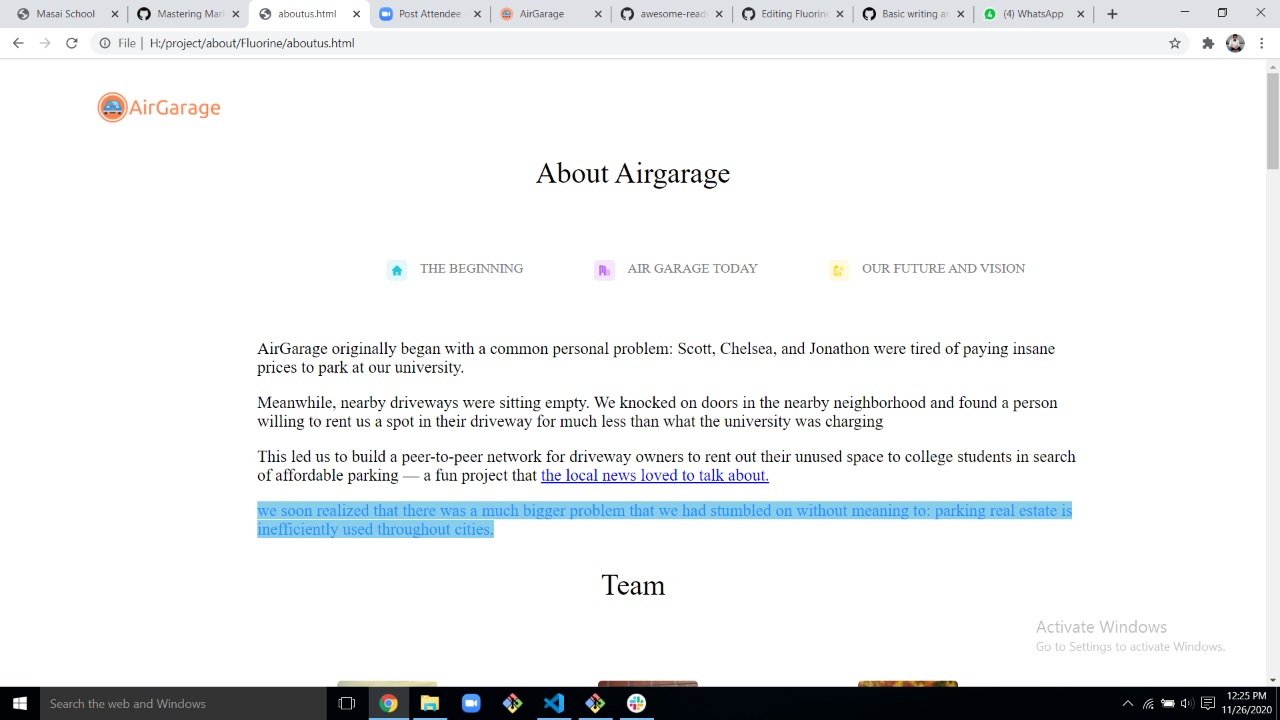 Masai School
Mastering Mar
aboutus.html
Post Attendee
AirGarage
awesome-read
Editing Fluorine
Basic writing an
(4) WhatsApp
File | H:/project/about/Fluorine/aboutus.html
AirGarage
About Airgarage
THE BEGINNING
AIR GARAGE TODAY
OUR FUTURE AND VISION
AirGarage originally began with a common personal problem: Scott, Chelsea, and Jonathon were tired of paying insane
prices to park at our university.
Meanwhile, nearby driveways were sitting empty. We knocked on doors in the nearby neighborhood and found a person
willing to rent us a spot in their driveway for much less than what the university was charging
This led us to build a peer-to-peer network for driveway owners to rent out their unused space to college students in search
of affordable parking — a fun project that the local news loved to talk about.
we soon realized that there was a much bigger problem that we had stumbled on without meaning to: parking real estate is
inefficiently used throughout cities.
Team
Activate Windows
Go to Settings to activate Windows.
Search the web and Windows
12:25 PM
11/26/2020